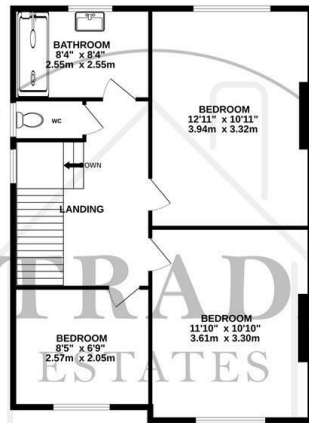 BATHROOM
8'4" x 8'4"
2.55m x 2.55m
BEDROOM
12'11" x 10'11"
3.94m x 3.32m
WC
DOWN
LANDING
TRAD
ESTATES
BEDROOM
8'5" x 6'9"
2.57m x 2.05m
BEDROOM
11'10" x 10'10"
3.61m x 3.30m